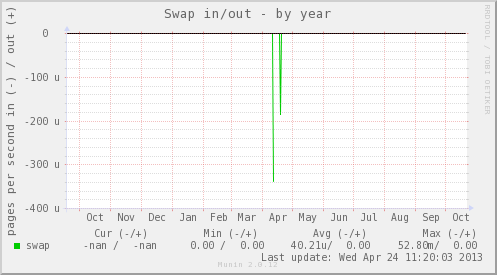 Swap in/out - by year
pages per second in (-) / out (+)
RRDTOOL / TOBI OETIKER
0
-100 u
-200 u
-300 u
-400 u
Oct Nov Dec Jan Feb Mar Apr May Jun Jul Aug Sep Oct
Cur (-/+) Min (-/+) Avg (-/+) Max (-/+)
swap -nan / -nan 0.00 / 0.00 40.21u/ 0.00 52.80m/ 0.00
Last update: Wed Apr 24 11:20:03 2013
Munin 2.0.12